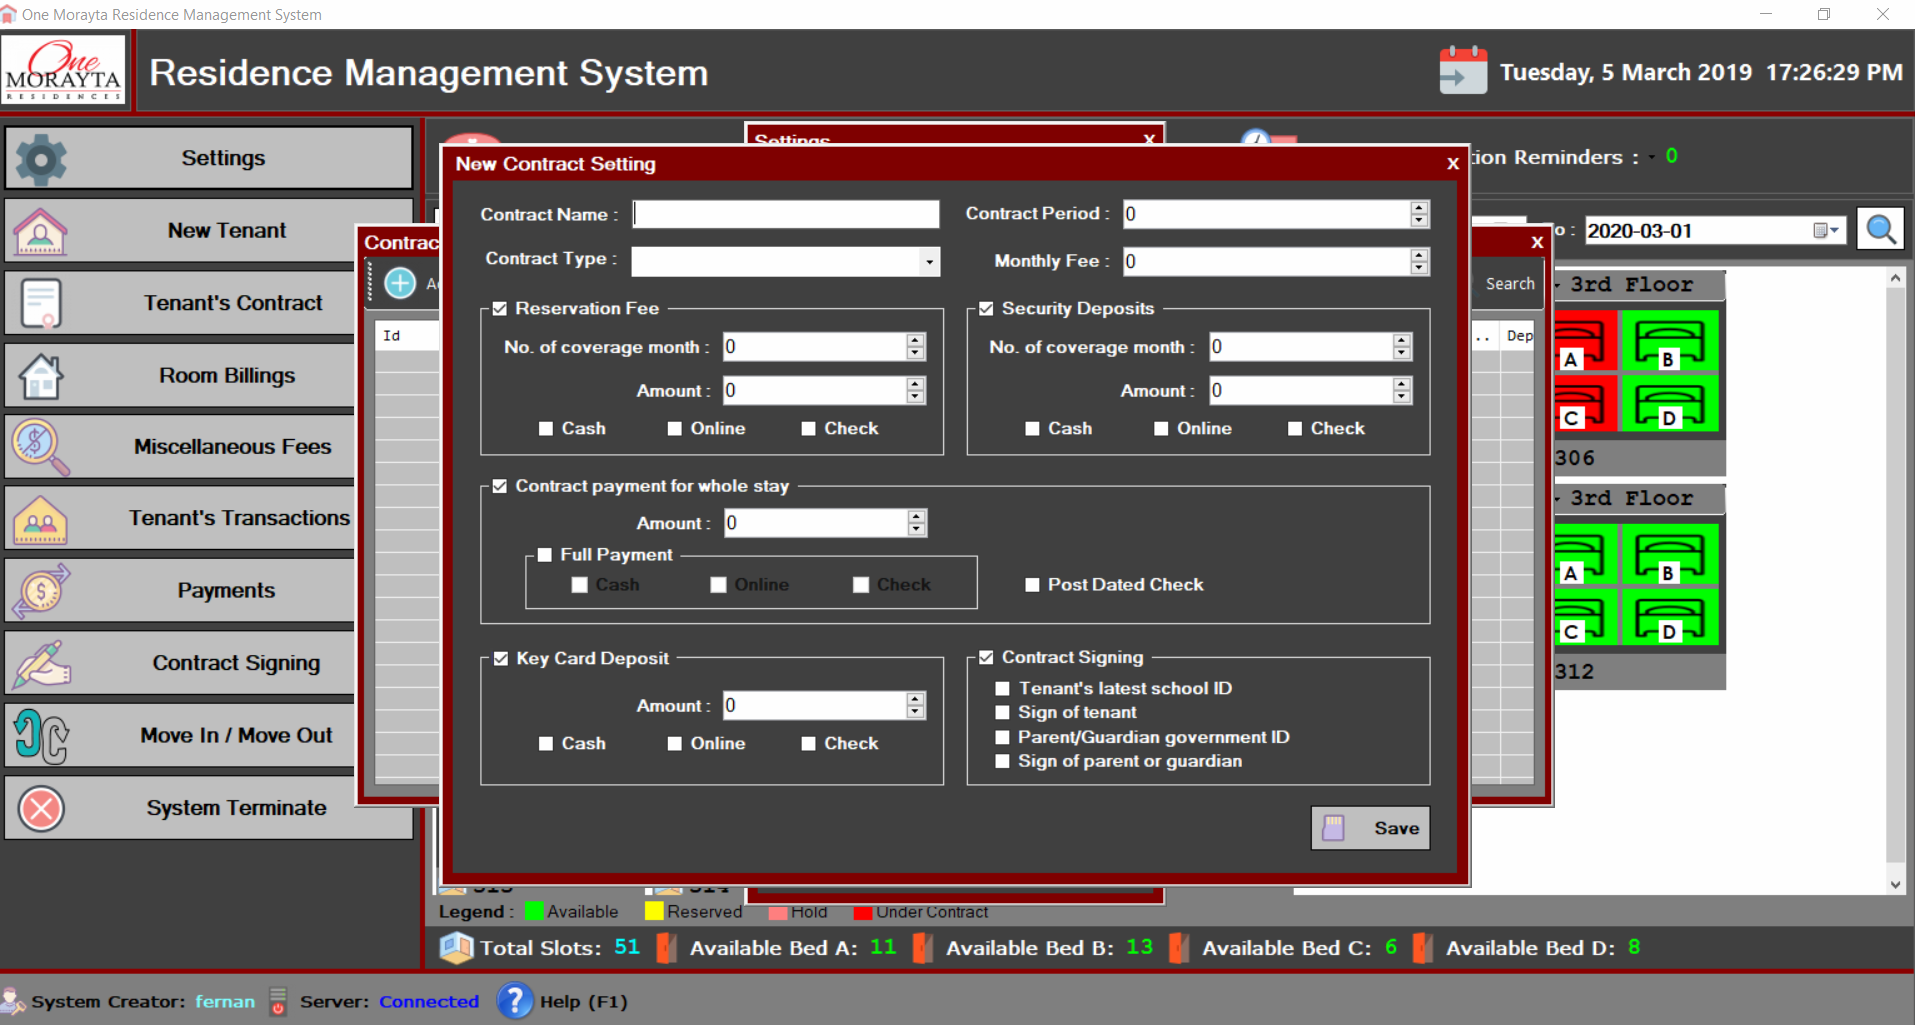 One Morayta Residence Management System
One
MORAYTA
RESIDENCES
Residence Management System
Tuesday, 5 March 2019 17:26:29 PM
Settings
New Tenant
Tenant's Contract
Room Billings
Miscellaneous Fees
Tenant's Transactions
Payments
Contract Signing
Move In / Move Out
System Terminate
Settings x
tion Reminders : - 0
o : 2020-03-01
Contrac x
Search
Id
.. Dep
New Contract Setting x
Contract Name :
Contract Period : 0
Contract Type :
Monthly Fee : 0
Reservation Fee
No. of coverage month : 0
Amount : 0
Cash Online Check
Security Deposits
No. of coverage month : 0
Amount : 0
Cash Online Check
Contract payment for whole stay
Amount : 0
Full Payment
Cash Online Check
Post Dated Check
Key Card Deposit
Amount : 0
Cash Online Check
Contract Signing
Tenant's latest school ID
Sign of tenant
Parent/Guardian government ID
Sign of parent or guardian
Save
- 3rd Floor
A B
C D
306
- 3rd Floor
A B
C D
312
Legend : Available Reserved Hold Under Contract
Total Slots: 51 Available Bed A: 11 Available Bed B: 13 Available Bed C: 6 Available Bed D: 8
System Creator: fernan Server: Connected Help (F1)